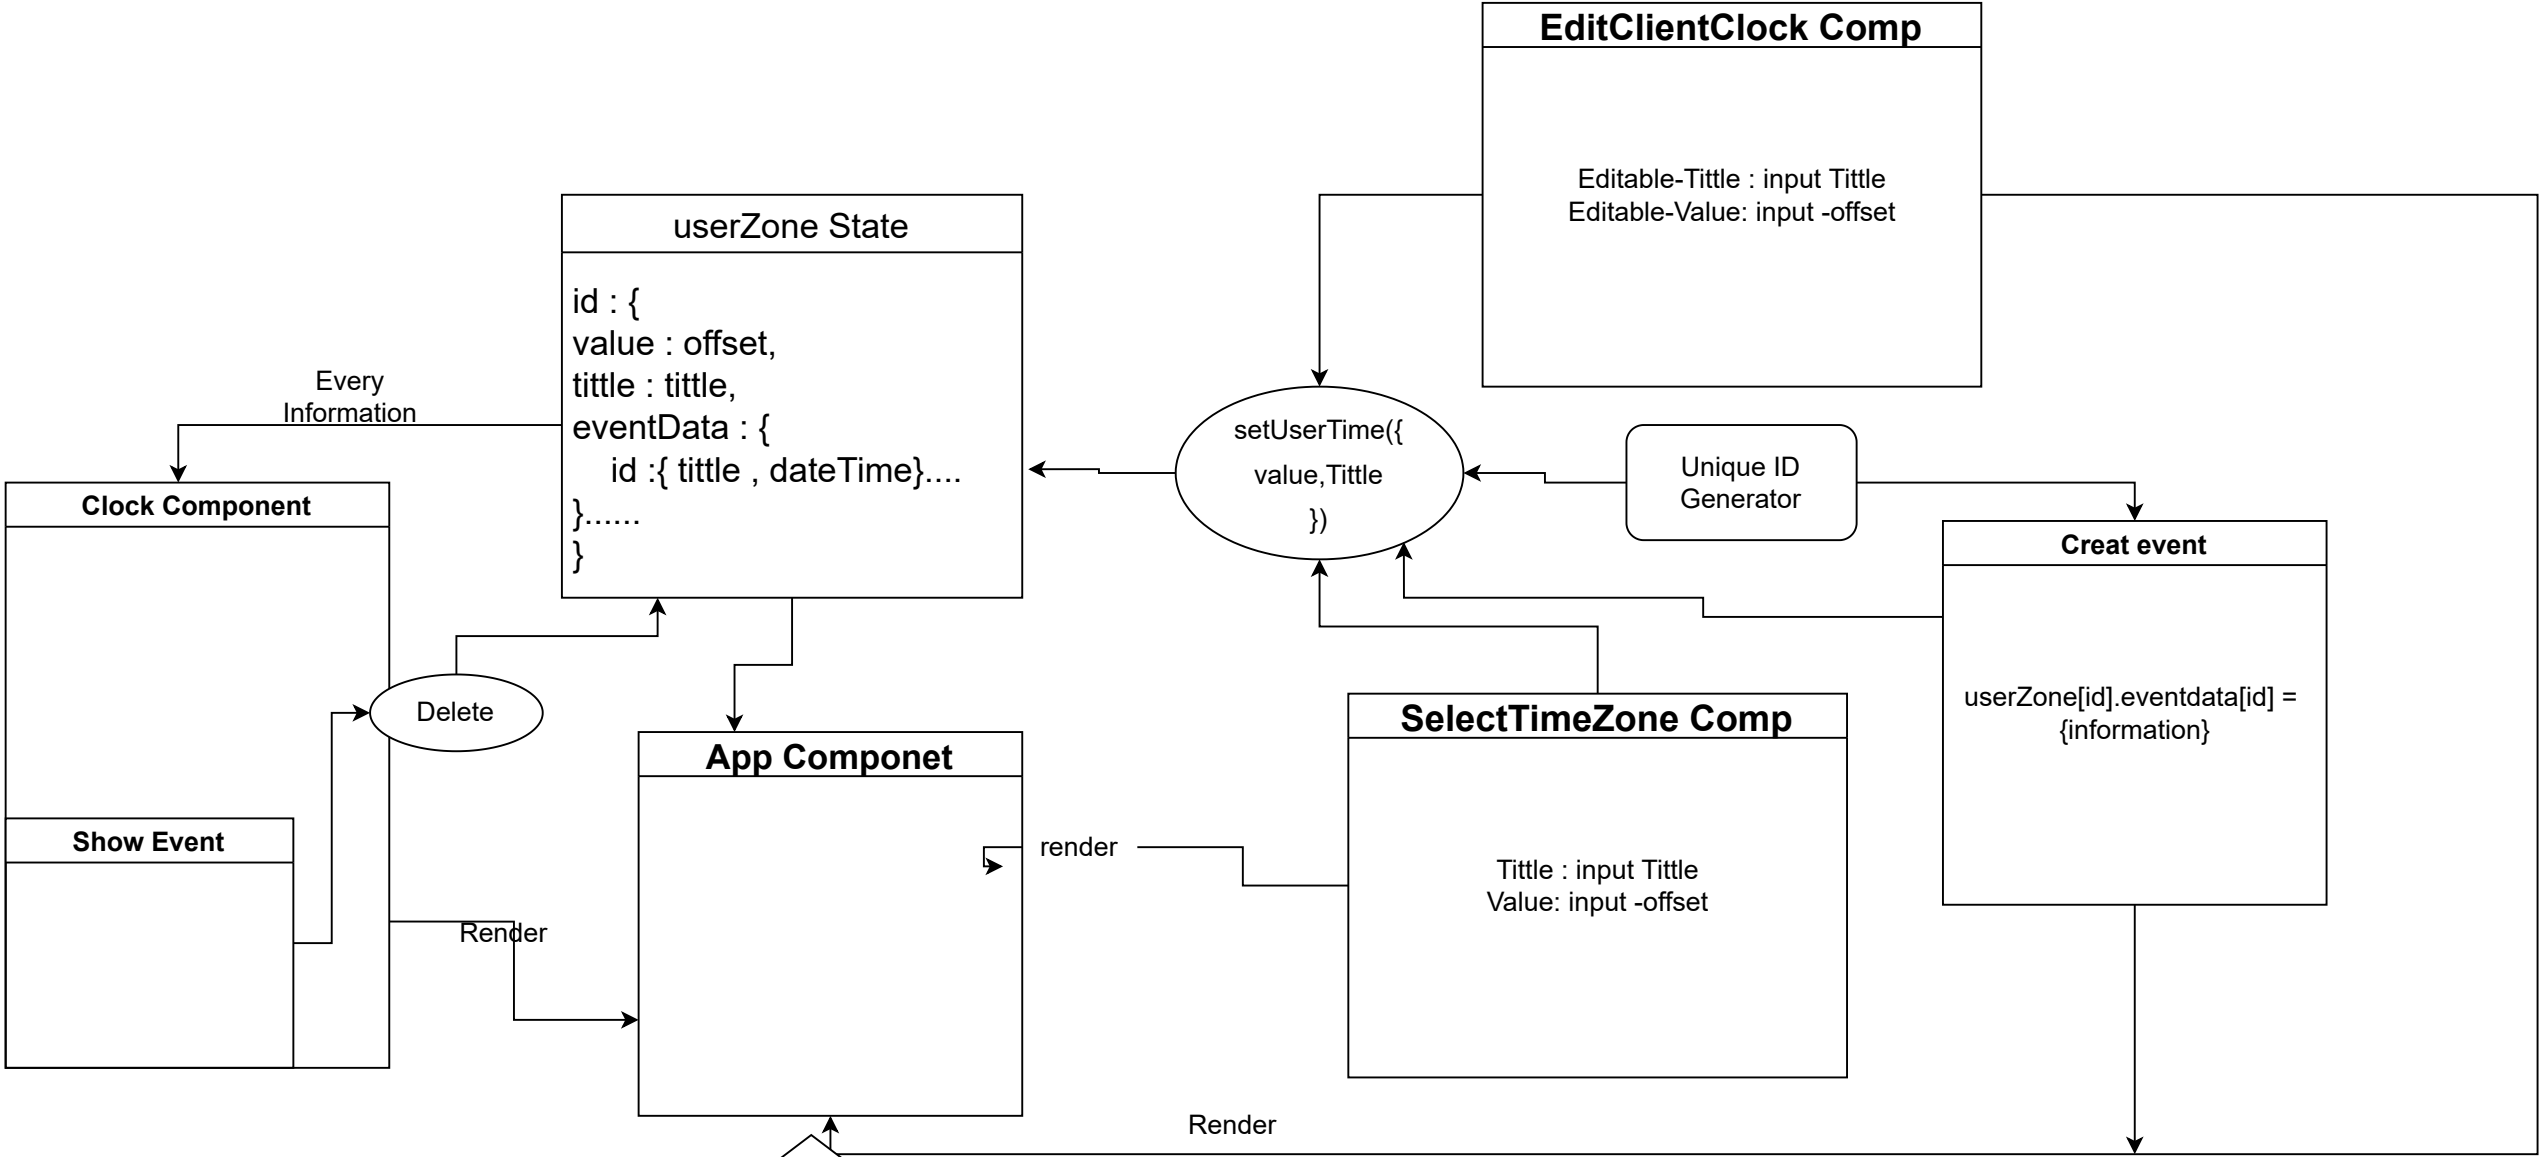 EditClientClock Comp
Editable-Tittle : input Tittle
Editable-Value: input -offset
userZone State
id : {
value : offset,
tittle : tittle,
eventData : {
id :{ tittle , dateTime}....
}......
}
Every
Information
setUserTime({
value,Tittle
})
Unique ID
Generator
Clock Component
Creat event
userZone[id].eventdata[id] =
{information}
Delete
SelectTimeZone Comp
Tittle : input Tittle
Value: input -offset
App Componet
render
Show Event
Render
Render